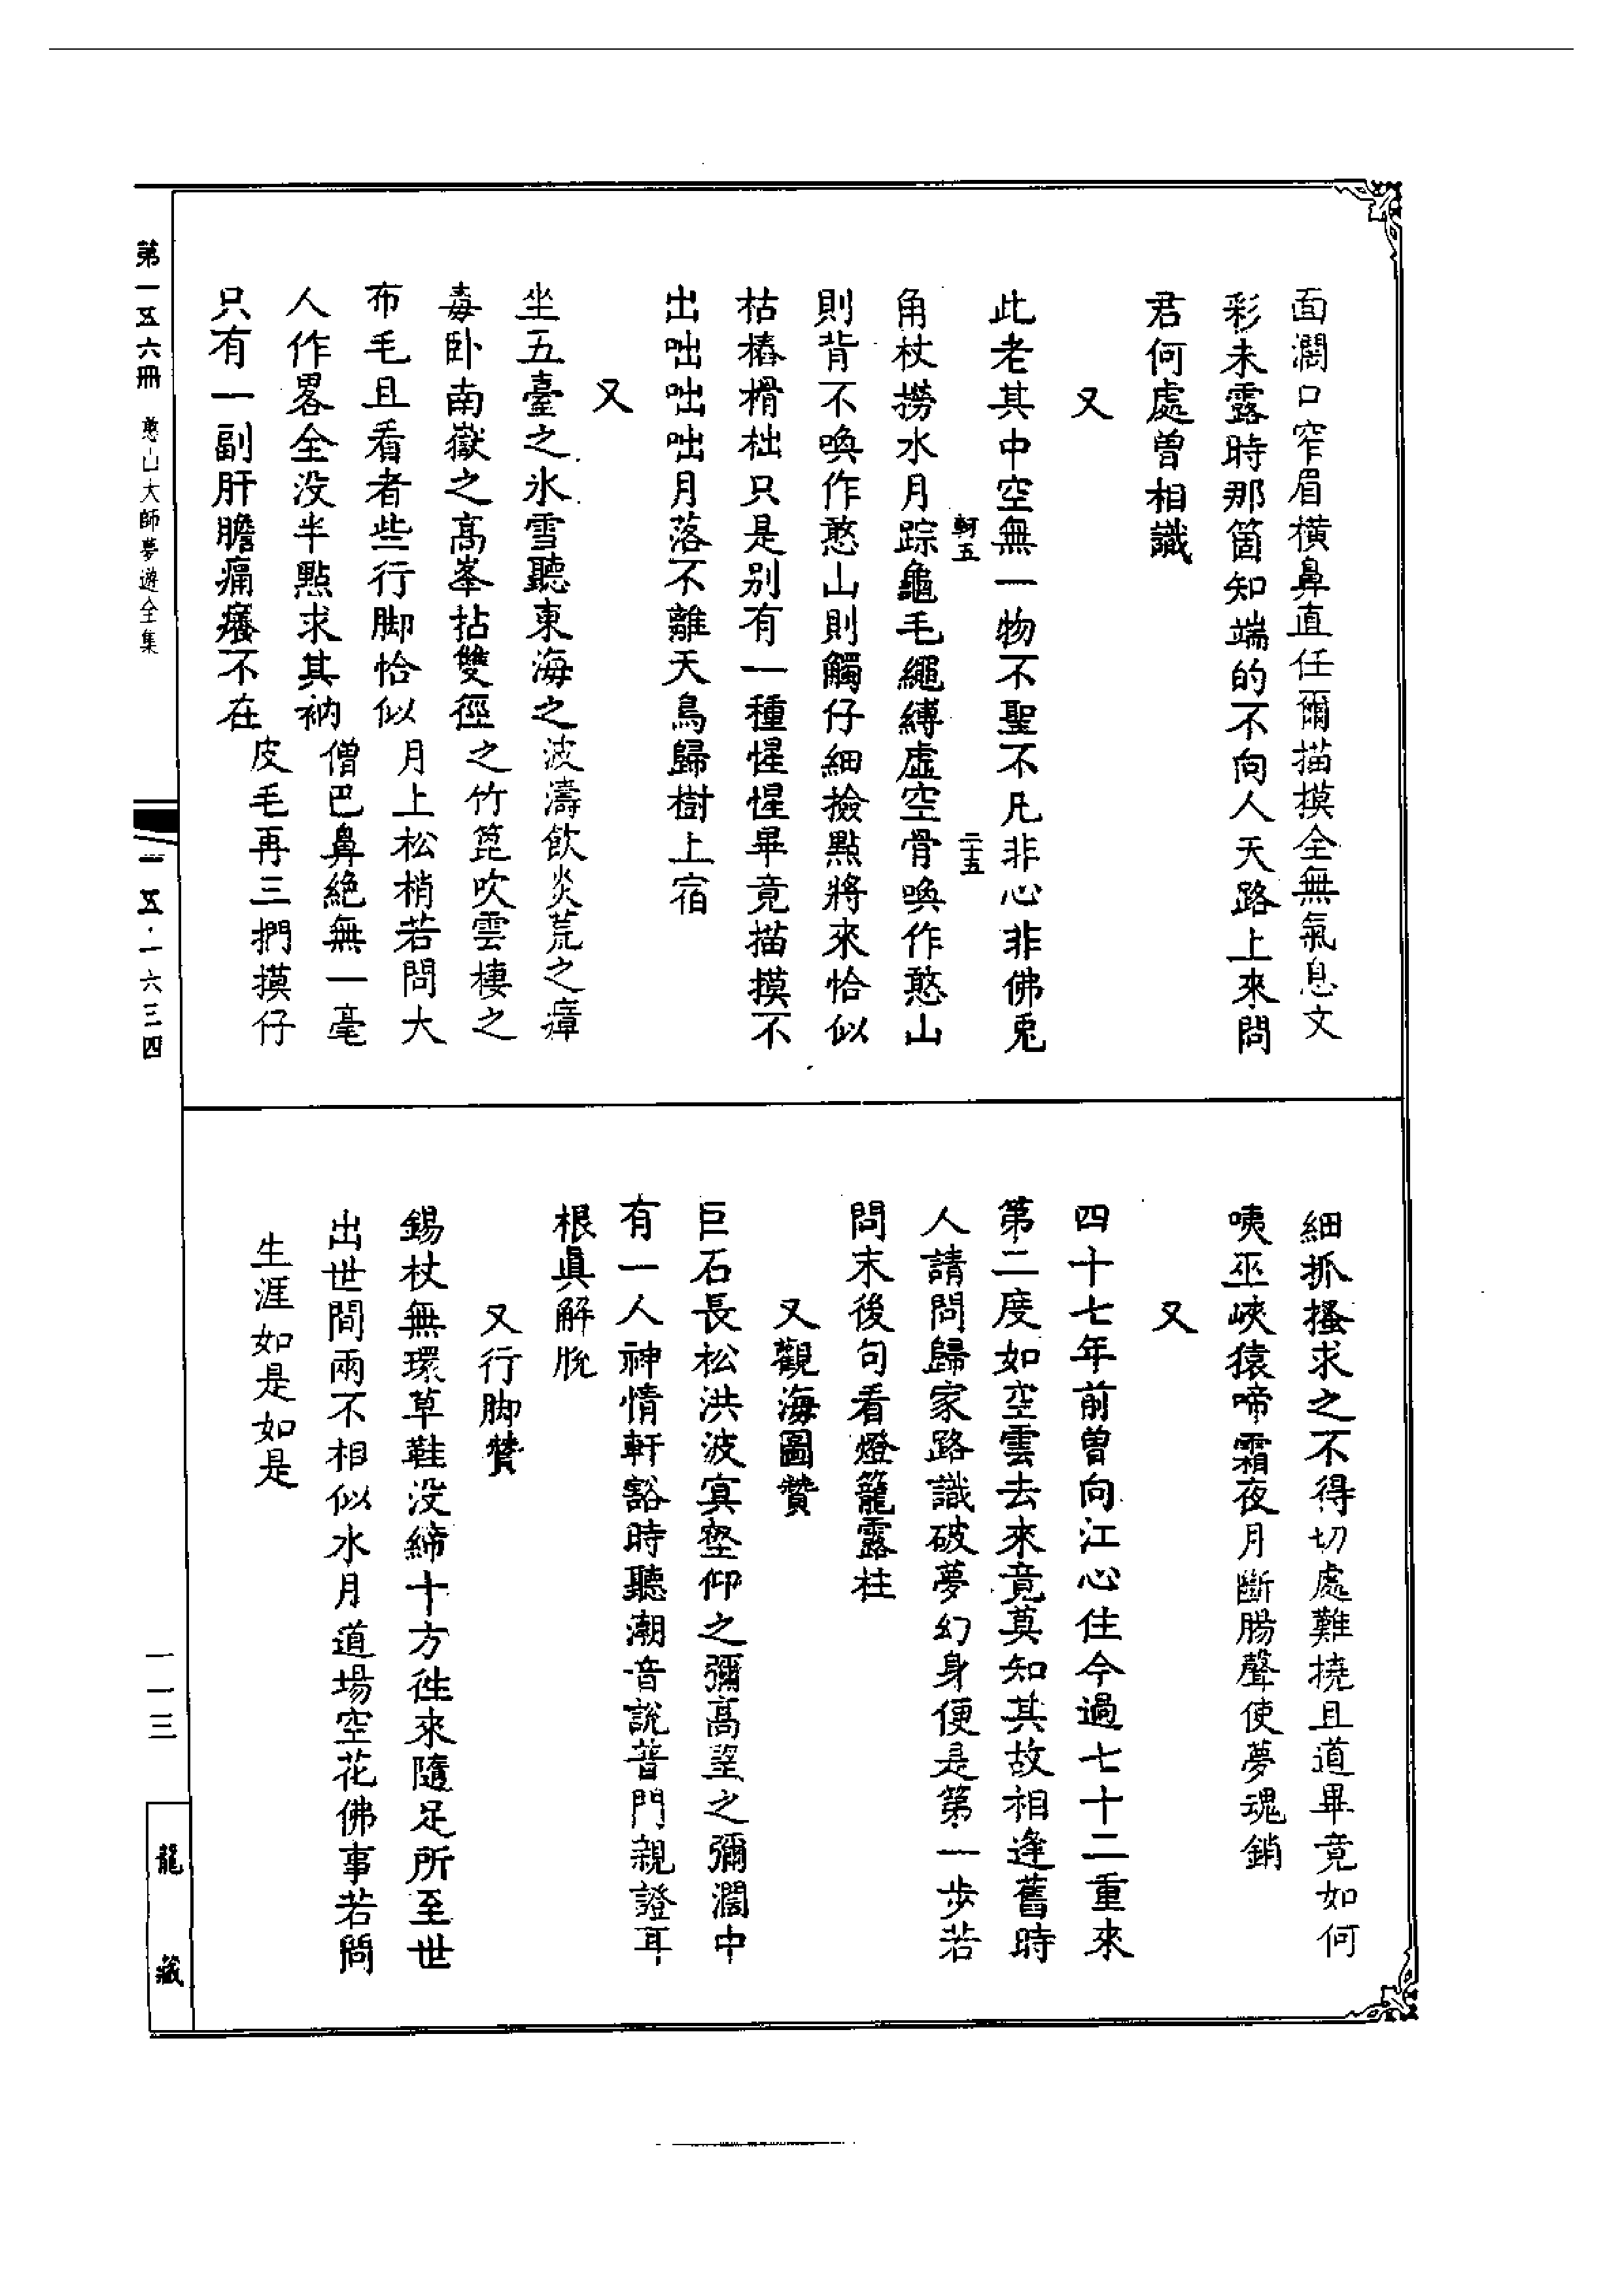 面濶口窄眉橫鼻直任爾描摸全無氣息文
彩未露時那箇知端的不向人天路上來問
君何處曾相識
又
此老其中空無一物不聖不凡非心非佛兎
軻五
二十五
角杖撈水月踪龜毛繩縛虛空骨喚作憨山
則背不喚作憨山則觸仔細撿點將來恰似
枯樁榾柮只是别有一種惺惺畢竟描摸不
出咄咄咄月落不離天鳥歸樹上宿
又
坐五臺之氷雪聽東海之波濤飲炎荒之瘴
毒卧南嶽之高峯拈雙徑之竹箆吹雲棲之
布毛且看者些行脚恰似月上松梢若問大
人作畧全没半點求其衲僧巴鼻絶無一毫
只有一副肝膽痛癢不在皮毛再三捫摸仔
細抓搔求之不得切處難撓且道畢竟如何
咦巫峽猿啼霜夜月斷腸聲使夢魂銷
又
四十七年前曾向江心住今過七十二重來
第二度如空雲去來竟莫知其故相逢舊時
人請問歸家路識破夢幻身便是第一步若
問末後句看燈籠露柱
又觀海圖贊
巨石長松洪波寘壑仰之彌高望之彌濶中
有一人神情軒豁時聽潮音說普門親證耳
根眞解脫
又行脚贊
錫杖無環草鞋没締十方徃來隨足所至世
出世間兩不相似水月道場空花佛事若問
生涯如是如是
第一五六冊
憨山大師夢遊全集
一五·一六三四
一一三
龍藏